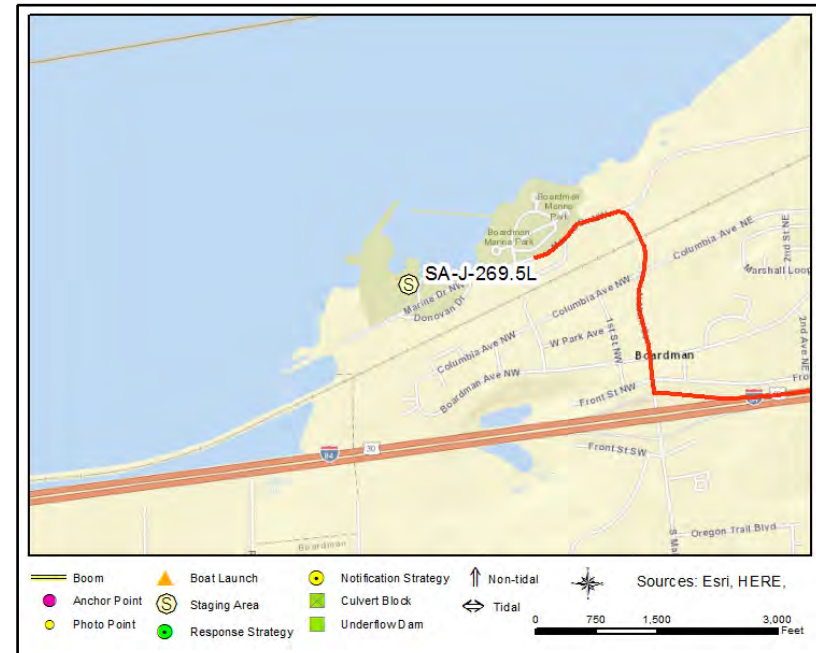 Boardman
Marina
Park
Boardman
Marina Park
SA-J-269.5L
Marine Dr NW
Donovan Dr
Columbia Ave NE
2nd St NE
Marshall Loop
Columbia Ave NW
W Park Ave
1st St NW
Boardman
2nd Ave NE
Boardman Ave NW
Front St NW
84
30
Front St SW
Boardman
Oregon Trail Blvd
Boom
Boat Launch
Notification Strategy
Non-tidal
Sources: Esri, HERE,
Anchor Point
Staging Area
Culvert Block
Tidal
Photo Point
Response Strategy
Underflow Dam
0 750 1,500 3,000
Feet